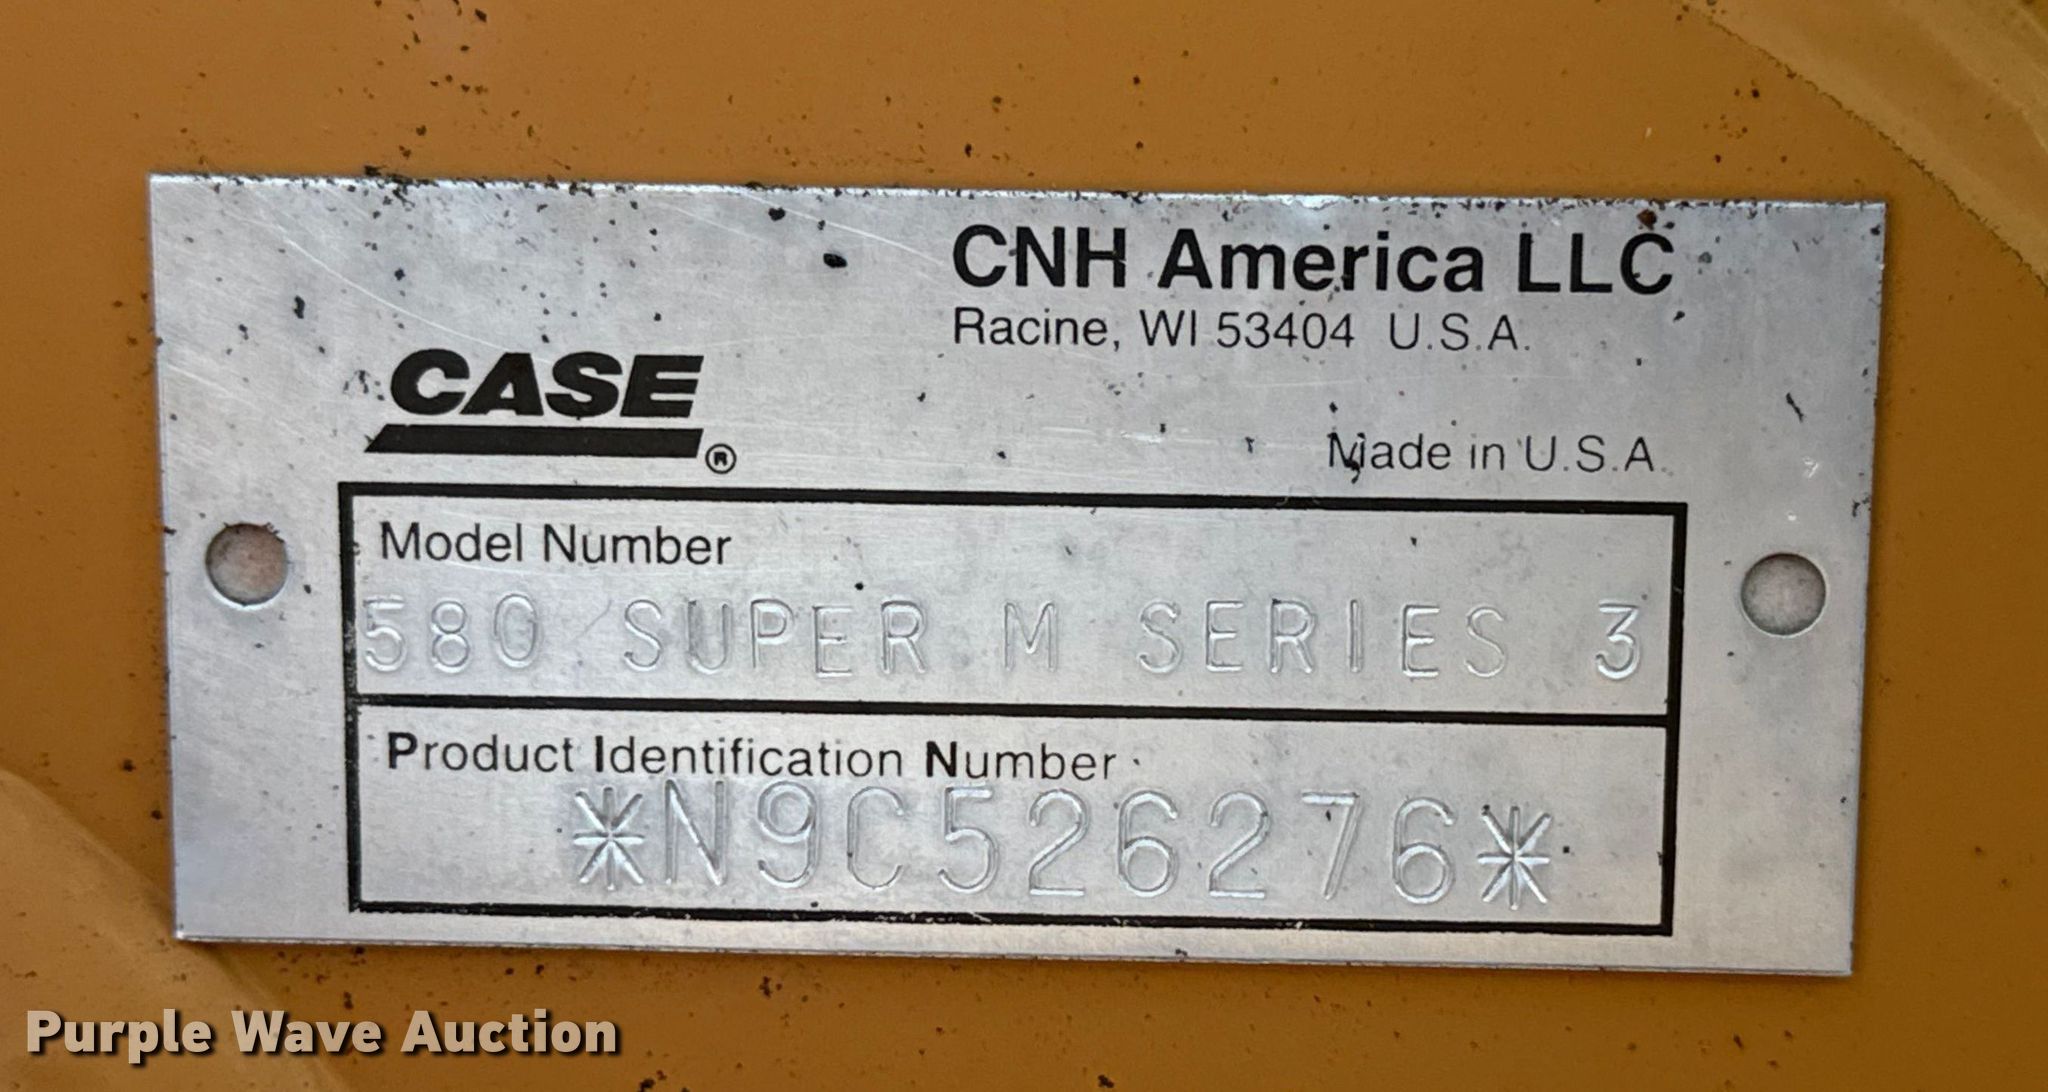 CNH America LLC
Racine, WI 53404 U.S.A.
CASE ®
Made in U.S.A.
Model Number
580 SUPER M SERIES 3
Product Identification Number
*N9C526276*
Purple Wave Auction